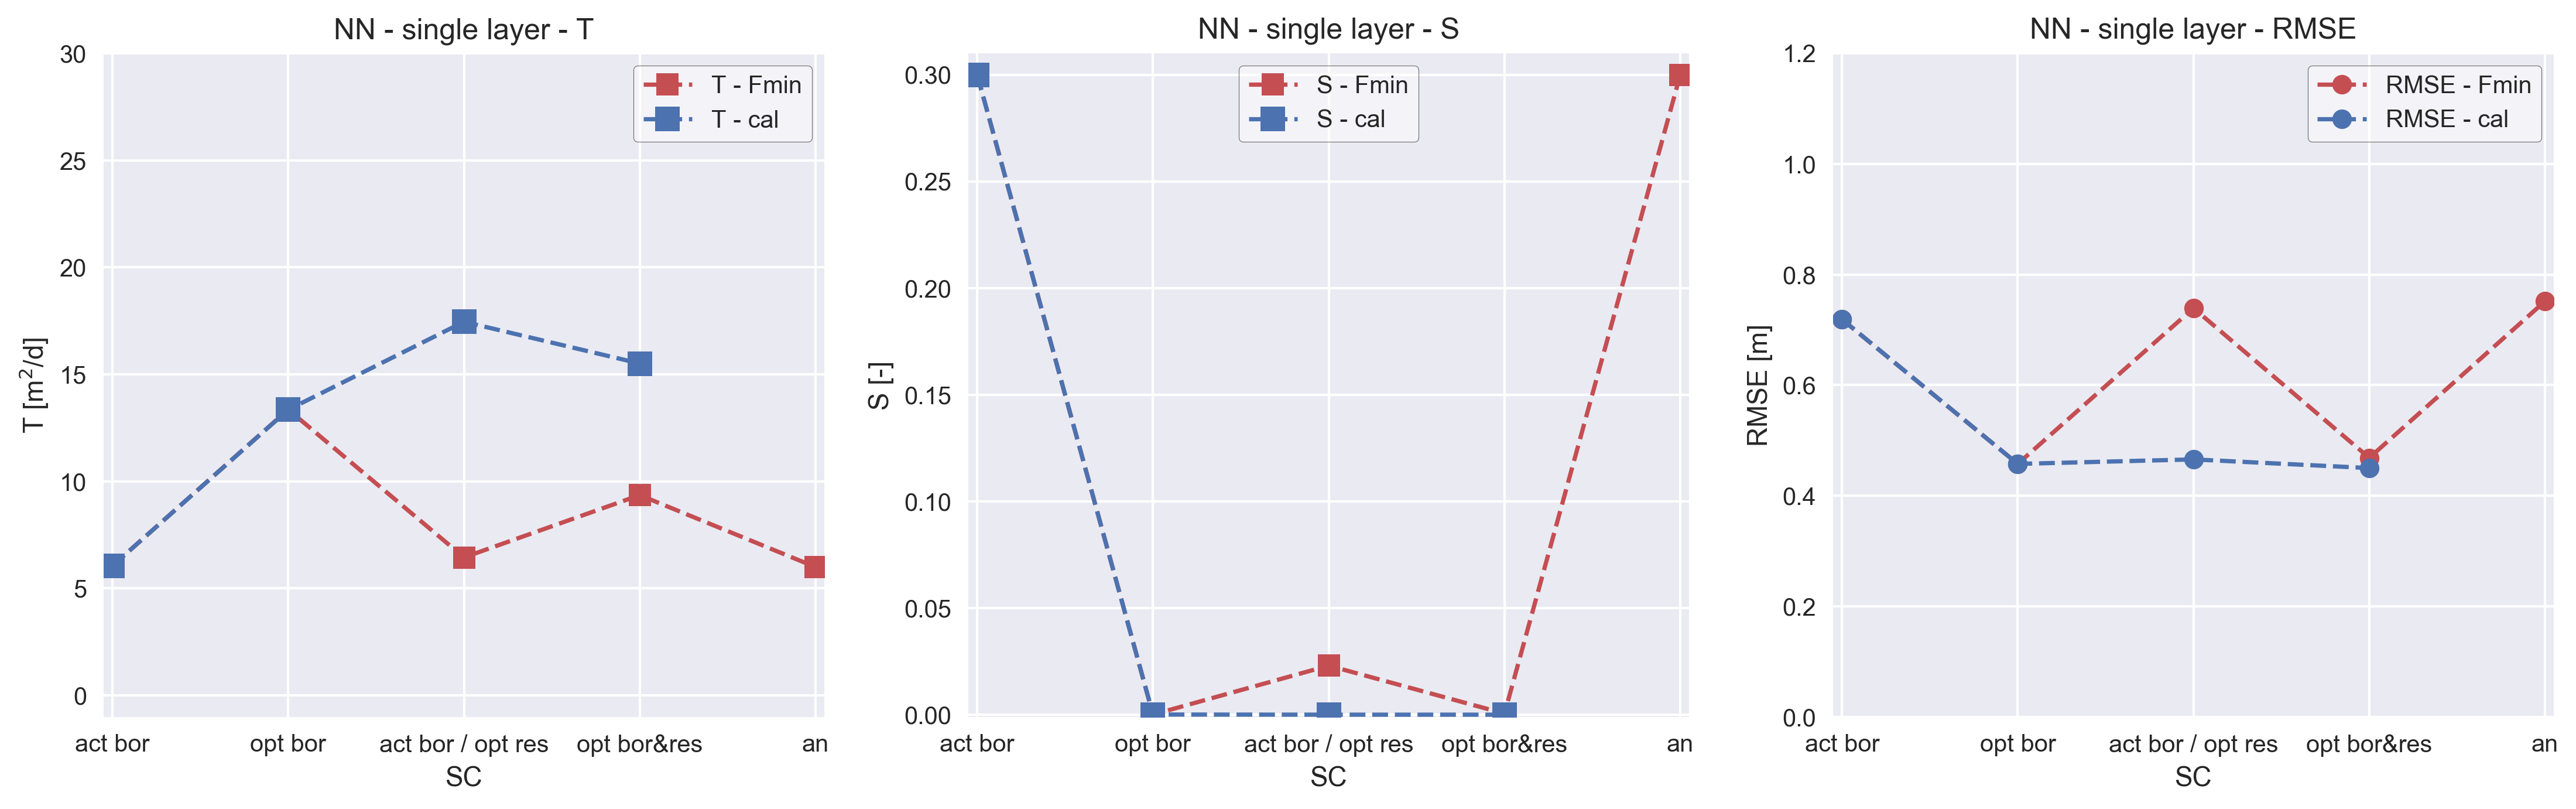 NN - single layer - T
30
25
20
15
10
5
0
T [m²/d]
T - Fmin
T - cal
act bor
opt bor
act bor / opt res
opt bor&res
an
SC
NN - single layer - S
0.30
0.25
0.20
0.15
0.10
0.05
0.00
S [-]
S - Fmin
S - cal
act bor
opt bor
act bor / opt res
opt bor&res
an
SC
NN - single layer - RMSE
1.2
1.0
0.8
0.6
0.4
0.2
0.0
RMSE [m]
RMSE - Fmin
RMSE - cal
act bor
opt bor
act bor / opt res
opt bor&res
an
SC